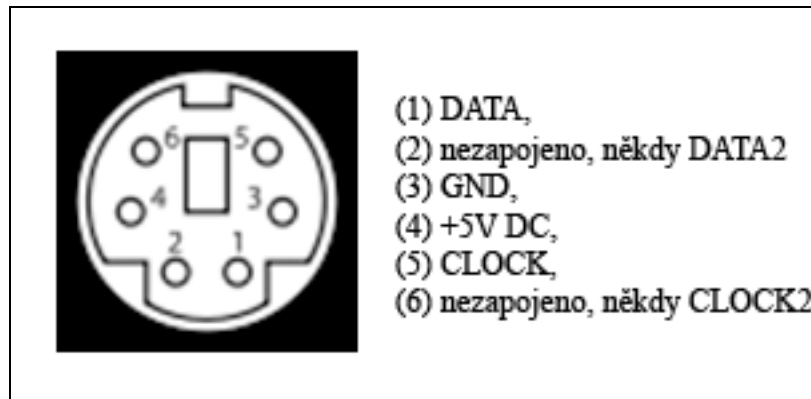 6 5
4 3
2 1
(1) DATA,
(2) nezapojeno, někdy DATA2
(3) GND,
(4) +5V DC,
(5) CLOCK,
(6) nezapojeno, někdy CLOCK2